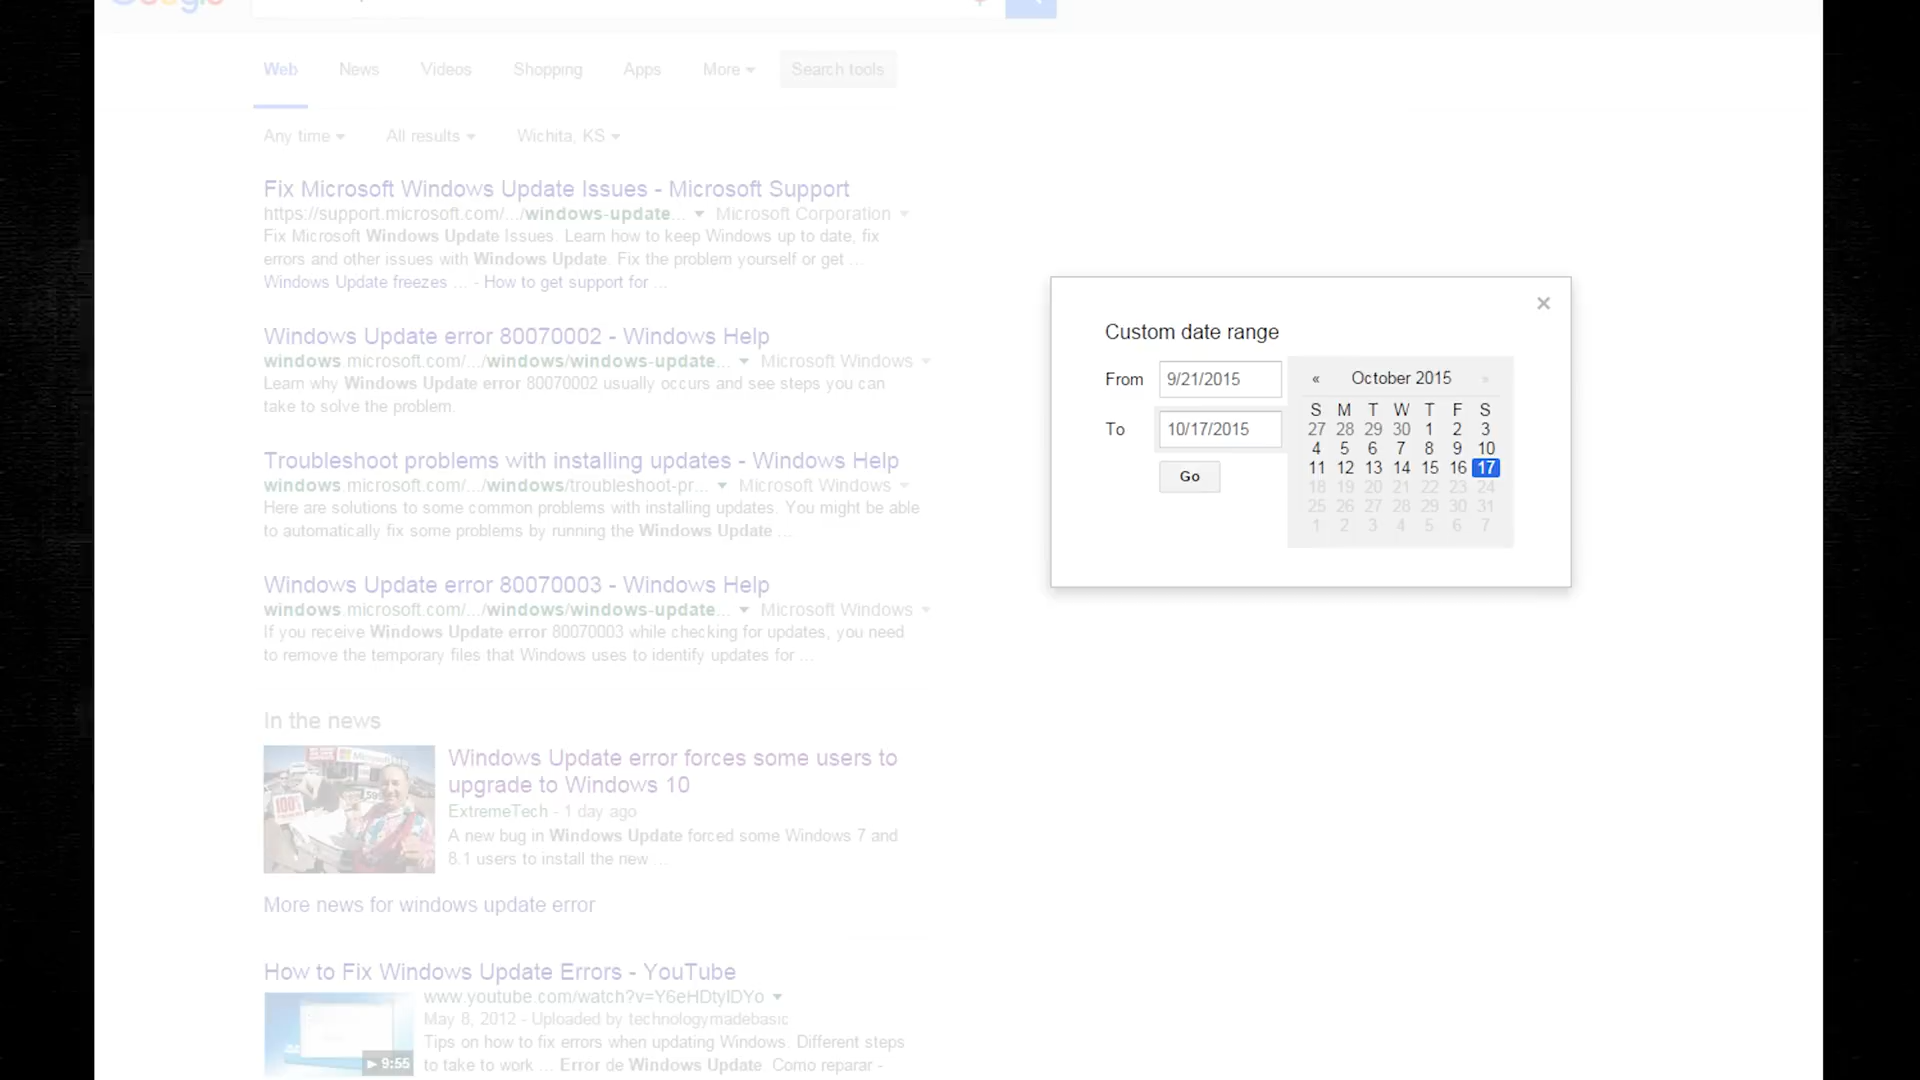 Google
Web News Videos Shopping Apps More Search tools
Any time All results Wichita, KS
Fix Microsoft Windows Update Issues - Microsoft Support
https://support.microsoft.com/.../windows-update... Microsoft Corporation
Fix Microsoft Windows Update Issues. Learn how to keep Windows up to date, fix
errors and other issues with Windows Update. Fix the problem yourself or get ...
Windows Update freezes ... - How to get support for ...
Windows Update error 80070002 - Windows Help
windows.microsoft.com/.../windows/windows-update... Microsoft Windows
Learn why Windows Update error 80070002 usually occurs and see steps you can
take to solve the problem.
Troubleshoot problems with installing updates - Windows Help
windows.microsoft.com/.../windows/troubleshoot-pr... Microsoft Windows
Here are solutions to some common problems with installing updates. You might be able
to automatically fix some problems by running the Windows Update ...
Windows Update error 80070003 - Windows Help
windows.microsoft.com/.../windows/windows-update... Microsoft Windows
If you receive Windows Update error 80070003 while checking for updates, you need
to remove the temporary files that Windows uses to identify updates for ...
In the news
Windows Update error forces some users to
upgrade to Windows 10
ExtremeTech - 1 day ago
A new bug in Windows Update forced some Windows 7 and
8.1 users to install the new ...
100%
More news for windows update error
How to Fix Windows Update Errors - YouTube
www.youtube.com/watch?v=Y6eHDtylDYo
May 8, 2012 - Uploaded by technologymadebasic
Tips on how to fix errors when updating Windows. Different steps
to take to work ... Error de Windows Update. Como reparar -
9:55
×
Custom date range
From 9/21/2015
To 10/17/2015
Go
« October 2015 »
S M T W T F S
27 28 29 30 1 2 3
4 5 6 7 8 9 10
11 12 13 14 15 16 17
18 19 20 21 22 23 24
25 26 27 28 29 30 31
1 2 3 4 5 6 7